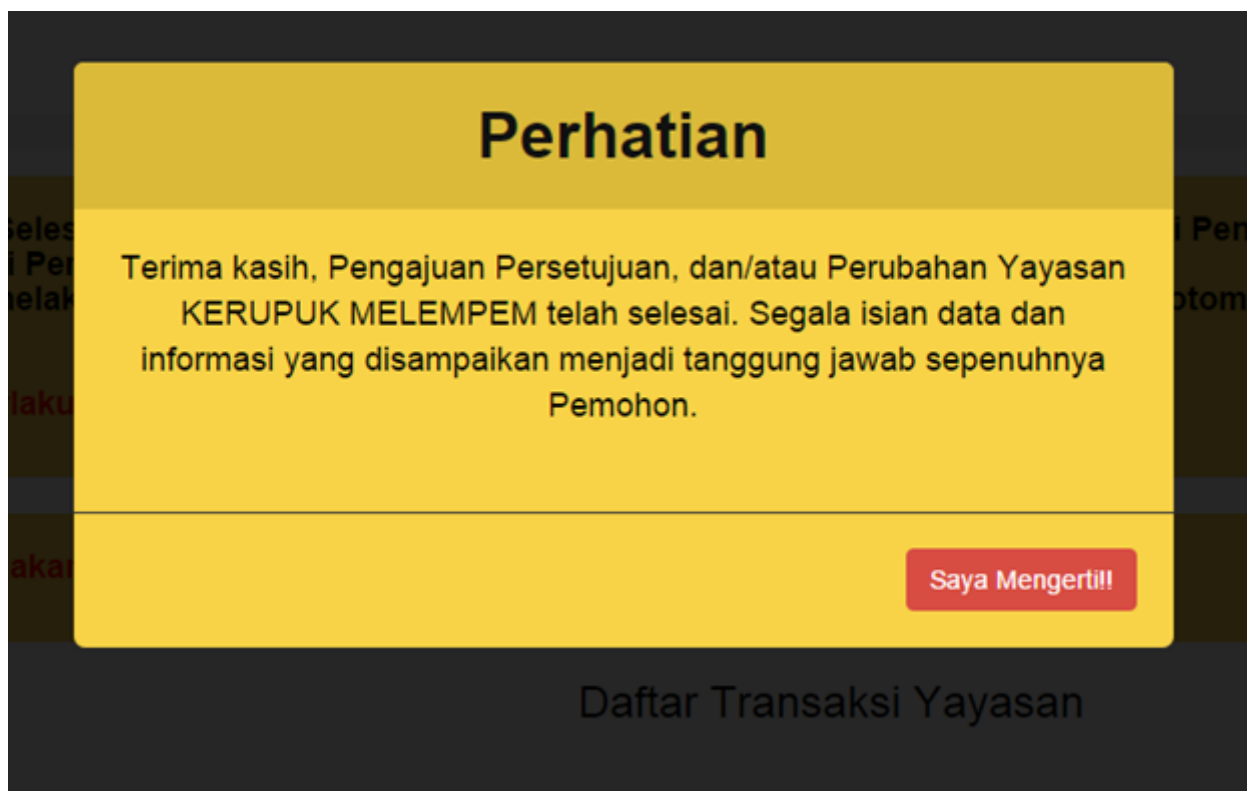 Perhatian
Terima kasih, Pengajuan Persetujuan, dan/atau Perubahan Yayasan
KERUPUK MELEMPEM telah selesai. Segala isian data dan
informasi yang disampaikan menjadi tanggung jawab sepenuhnya
Pemohon.
Saya Mengerti!!
Daftar Transaksi Yayasan